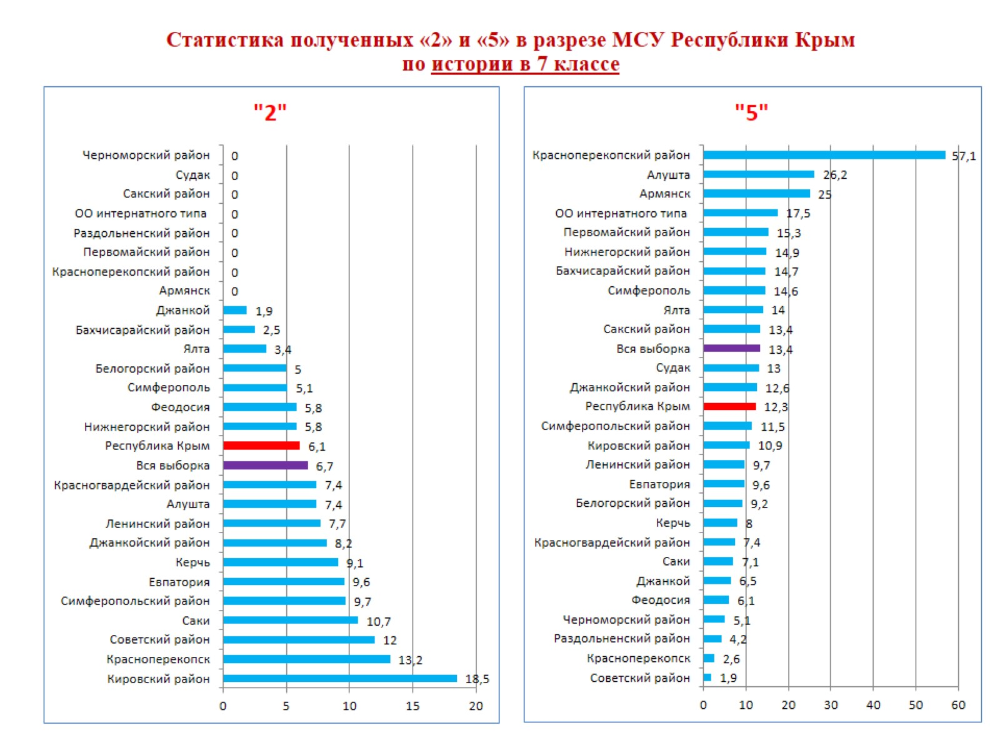 Статистика полученных «2» и «5» в разрезе МСУ Республики Крым
по истории в 7 классе
"2"
Черноморский район 0
Судак 0
Сакский район 0
ОО интернатного типа 0
Раздольненский район 0
Первомайский район 0
Красноперекопский район 0
Армянск 0
Джанкой 1,9
Бахчисарайский район 2,5
Ялта 3,4
Белогорский район 5
Симферополь 5,1
Феодосия 5,8
Нижнегорский район 5,8
Республика Крым 6,1
Вся выборка 6,7
Красногвардейский район 7,4
Алушта 7,4
Ленинский район 7,7
Джанкойский район 8,2
Керчь 9,1
Евпатория 9,6
Симферопольский район 9,7
Саки 10,7
Советский район 12
Красноперекопск 13,2
Кировский район 18,5
0 5 10 15 20
"5"
Красноперекопский район 57,1
Алушта 26,2
Армянск 25
ОО интернатного типа 17,5
Первомайский район 15,3
Нижнегорский район 14,9
Бахчисарайский район 14,7
Симферополь 14,6
Ялта 14
Сакский район 13,4
Вся выборка 13,4
Судак 13
Джанкойский район 12,6
Республика Крым 12,3
Симферопольский район 11,5
Кировский район 10,9
Ленинский район 9,7
Евпатория 9,6
Белогорский район 9,2
Керчь 8
Красногвардейский район 7,4
Саки 7,1
Джанкой 6,5
Феодосия 6,1
Черноморский район 5,1
Раздольненский район 4,2
Красноперекопск 2,6
Советский район 1,9
0 10 20 30 40 50 60